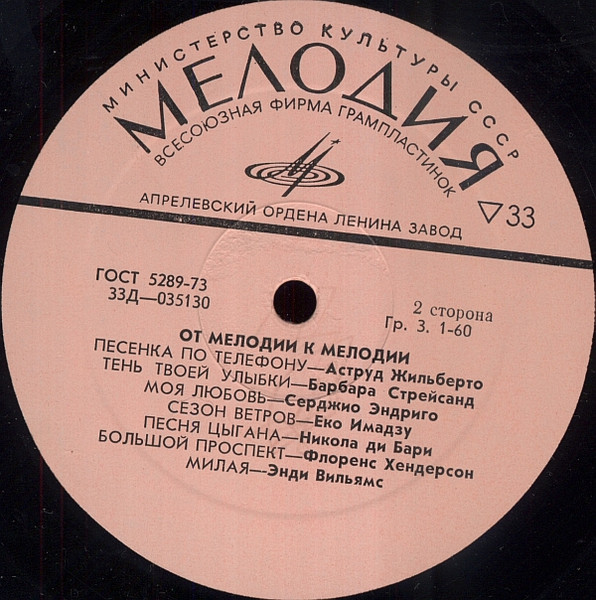 МИНИСТЕРСТВО КУЛЬТУРЫ СССР
МЕЛОДИЯ
ВСЕСОЮЗНАЯ ФИРМА ГРАМПЛАСТИНОК
▽33
АПРЕЛЕВСКИЙ ОРДЕНА ЛЕНИНА ЗАВОД
ГОСТ 5289-73
33Д—035130
2 сторона
Гр. 3. 1-60
ОТ МЕЛОДИИ К МЕЛОДИИ
ПЕСЕНКА ПО ТЕЛЕФОНУ—Аструд Жильберто
ТЕНЬ ТВОЕЙ УЛЫБКИ—Барбара Стрейсанд
МОЯ ЛЮБОВЬ—Серджио Эндриго
СЕЗОН ВЕТРОВ—Еко Имадзу
ПЕСНЯ ЦЫГАНА—Никола ди Бари
БОЛЬШОЙ ПРОСПЕКТ—Флоренс Хендерсон
МИЛАЯ—Энди Вильямс